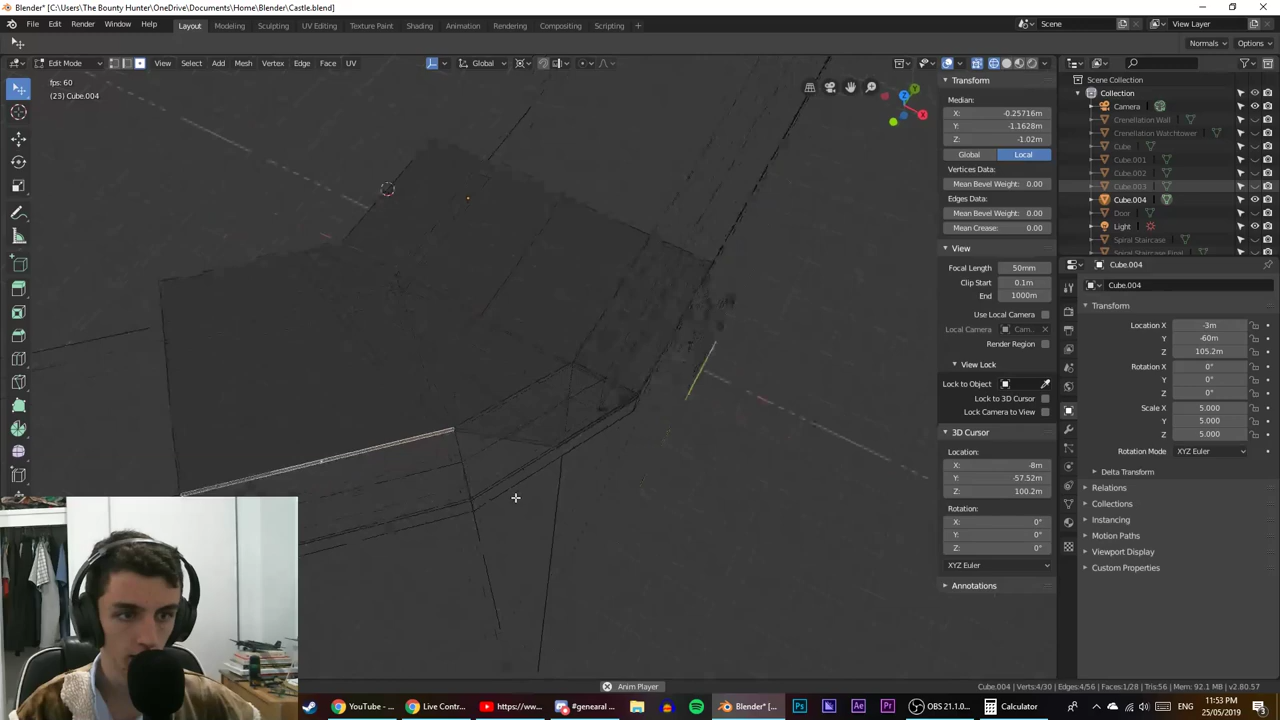 Blender* [C:\Users\The Bounty Hunter\OneDrive\Documents\Home\Blender\Castle.blend]
File Edit Render Window Help Layout Modeling Sculpting UV Editing Texture Paint Shading Animation Rendering Compositing Scripting + Scene View Layer
Normals Options
Edit Mode View Select Add Mesh Vertex Edge Face UV Global
fps: 60
(23) Cube.004
Z
Y
X
Transform
Median:
X: -0.25716m
Y: -1.1628m
Z: -1.02m
Global Local
Vertices Data:
Mean Bevel Weight: 0.00
Edges Data:
Mean Bevel Weight: 0.00
Mean Crease: 0.00
View
Focal Length 50mm
Clip Start 0.1m
End 1000m
Use Local Camera
Local Camera Cam..
Render Region
View Lock
Lock to Object
Lock to 3D Cursor
Lock Camera to View
3D Cursor
Location:
X: -8m
Y: -57.52m
Z: 100.2m
Rotation:
X: 0°
Y: 0°
Z: 0°
XYZ Euler
Annotations
Scene Collection
Collection
Camera
Crenellation Wall
Crenellation Watchtower
Cube
Cube.001
Cube.002
Cube.003
Cube.004
Door
Light
Spiral Staircase
Spiral Staircase Final
Cube.004
Cube.004
Transform
Location X -3m
Y -60m
Z 105.2m
Rotation X 0°
Y 0°
Z 0°
Scale X 5.000
Y 5.000
Z 5.000
Rotation Mode XYZ Euler
Delta Transform
Relations
Collections
Instancing
Motion Paths
Viewport Display
Custom Properties
Anim Player
Cube.004 | Verts:4/30 | Edges:4/56 | Faces:1/28 | Tris:56 | Mem: 92.1 MB | v2.80.57
YouTube - ... Live Contr... https://ww... #genearal ... Blender* [... Ps Ae Pr OBS 21.1.0... Calculator
11:53 PM
25/05/2019